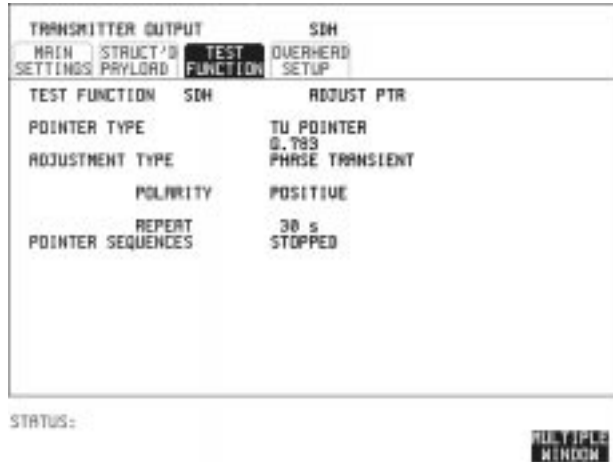 TRANSMITTER OUTPUT SDH
MAIN SETTINGS STRUCT'D PAYLOAD TEST FUNCTION OVERHEAD SETUP
TEST FUNCTION SDH ADJUST PTR
POINTER TYPE TU POINTER
G.783
ADJUSTMENT TYPE PHASE TRANSIENT
POLARITY POSITIVE
REPEAT 30 s
POINTER SEQUENCES STOPPED
STATUS:
MULTIPLE
WINDOW